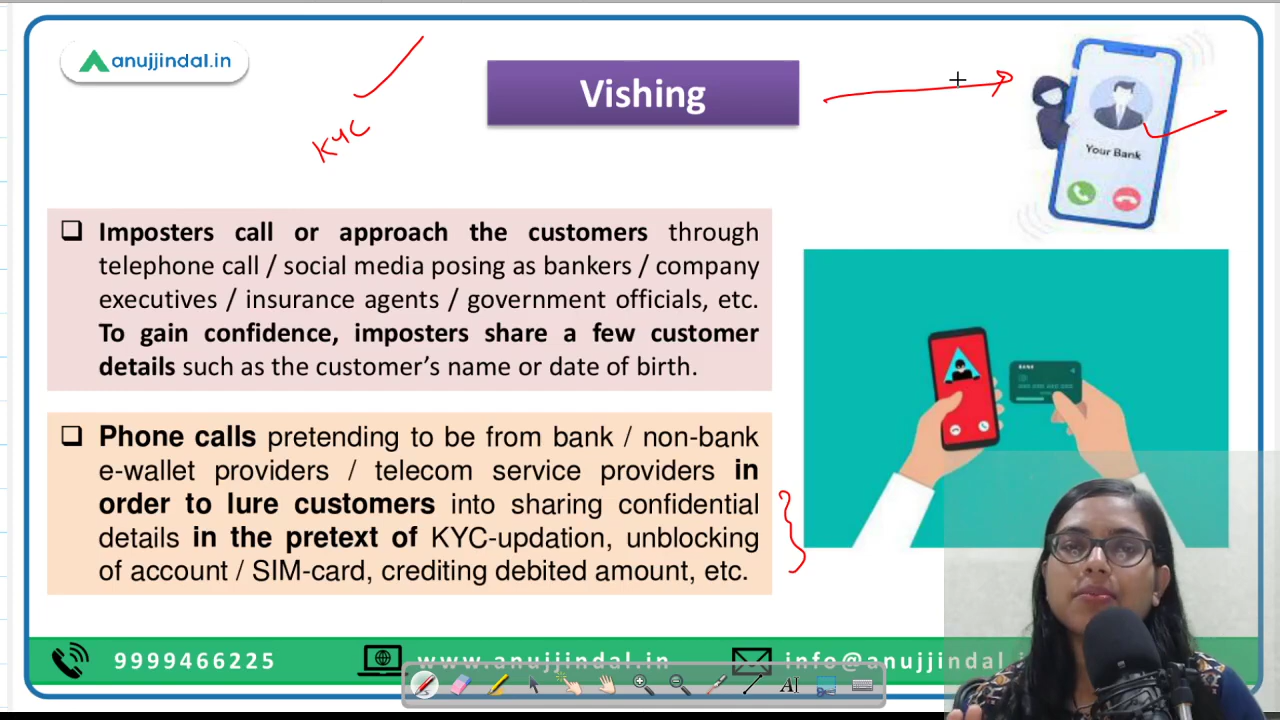 anujjindal.in
Vishing
KYC
Your Bank
Imposters call or approach the customers through
telephone call / social media posing as bankers / company
executives / insurance agents / government officials, etc.
To gain confidence, imposters share a few customer
details such as the customer’s name or date of birth.
BANK
Phone calls pretending to be from bank / non-bank
e-wallet providers / telecom service providers in
order to lure customers into sharing confidential
details in the pretext of KYC-updation, unblocking
of account / SIM-card, crediting debited amount, etc.
9999466225
www.anujjindal.in
info@anujjindal.i
AI